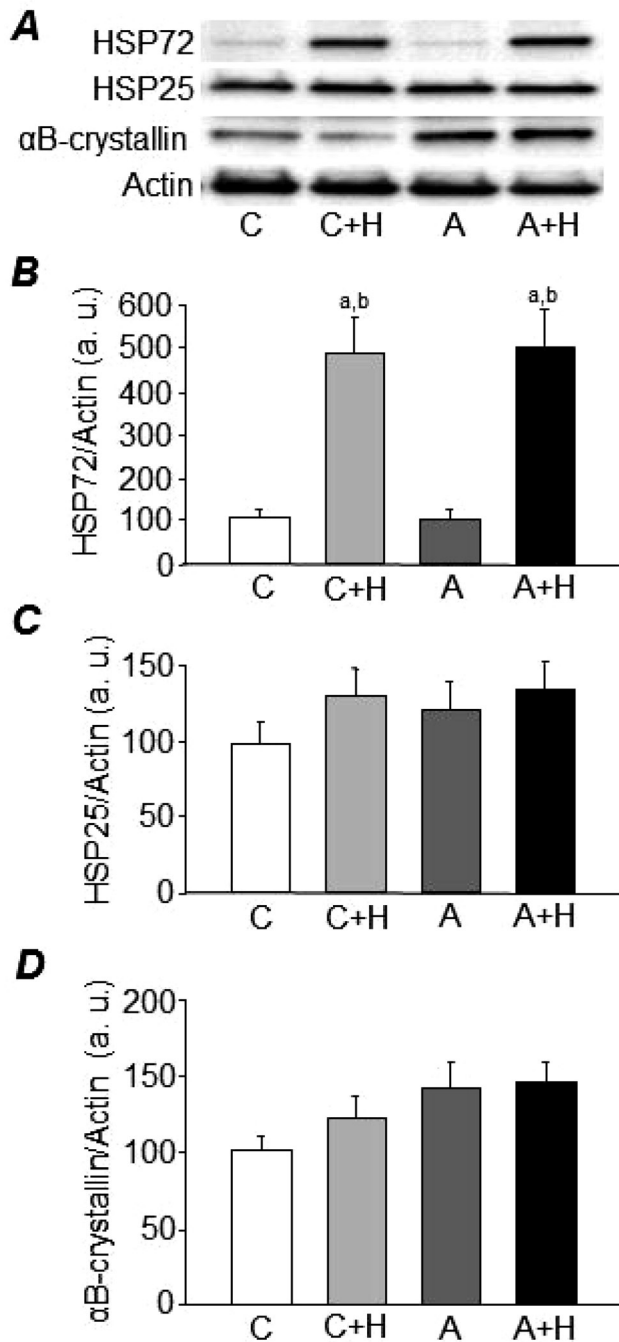 A
HSP72
HSP25
αB-crystallin
Actin
C C+H A A+H
B
HSP72/Actin (a. u.)
600
500
400
300
200
100
0
a,b a,b
C C+H A A+H
C
HSP25/Actin (a. u.)
150
100
50
0
C C+H A A+H
D
αB-crystallin/Actin (a. u.)
200
150
100
50
0
C C+H A A+H